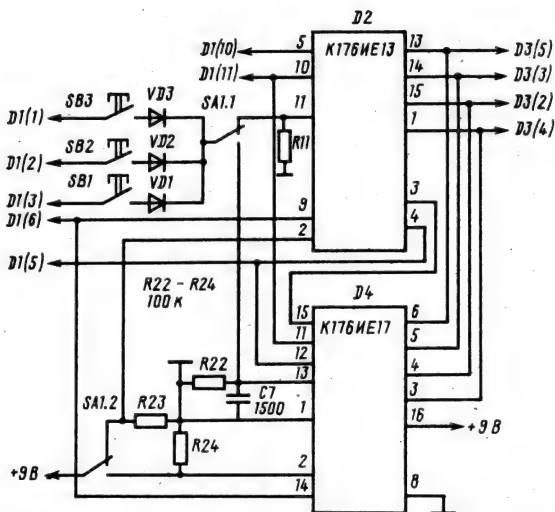 D2
К176ИЕ13
D1(10)
5
13
D3(5)
D1(11)
10
14
D3(3)
15
D3(2)
11
1
D3(4)
SB3
VD3
SA1.1
D1(1)
R11
SB2
VD2
D1(2)
SB1
VD1
D1(3)
D1(6)
9
3
2
4
D1(5)
R22 – R24
100 к
D4
15
К176ИЕ17
6
11
5
12
4
R22
13
3
C7
1500
SA1.2
R23
1
16
+9 В
R24
+9В
2
14
8